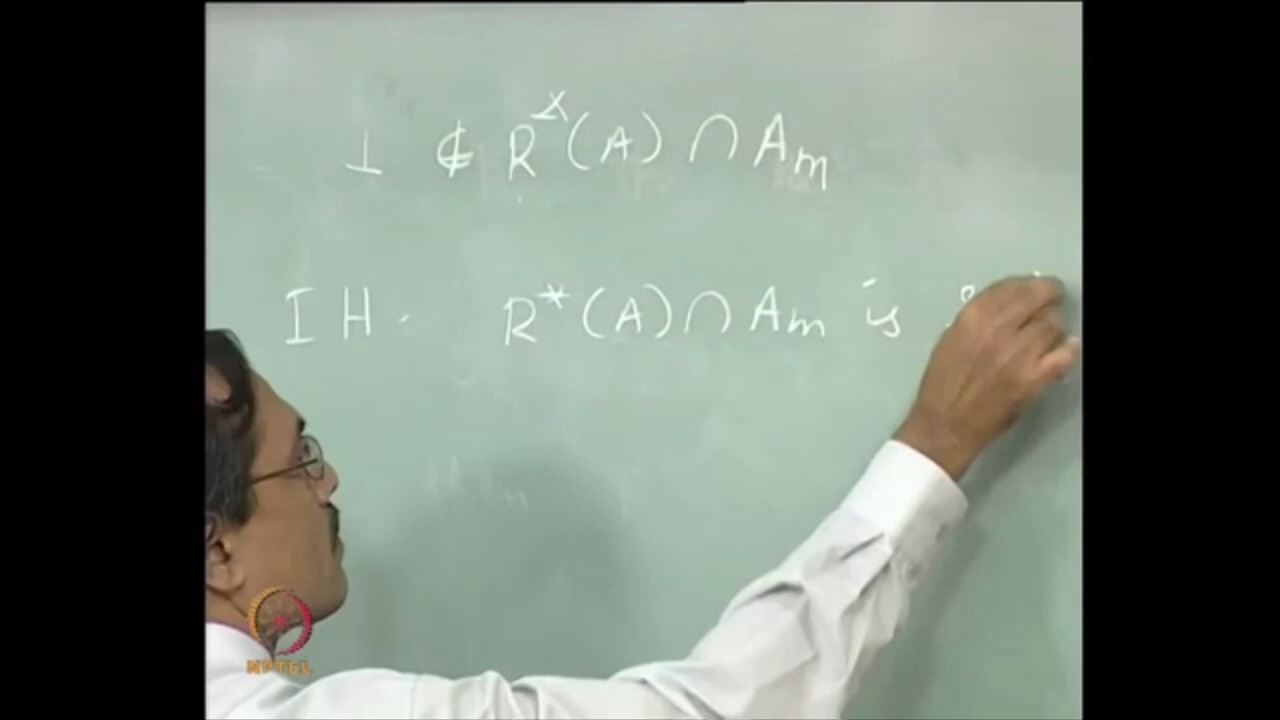 ⊥ ∉ R*(A) ∩ Am
IH. R*(A) ∩ Am is
NPTEL